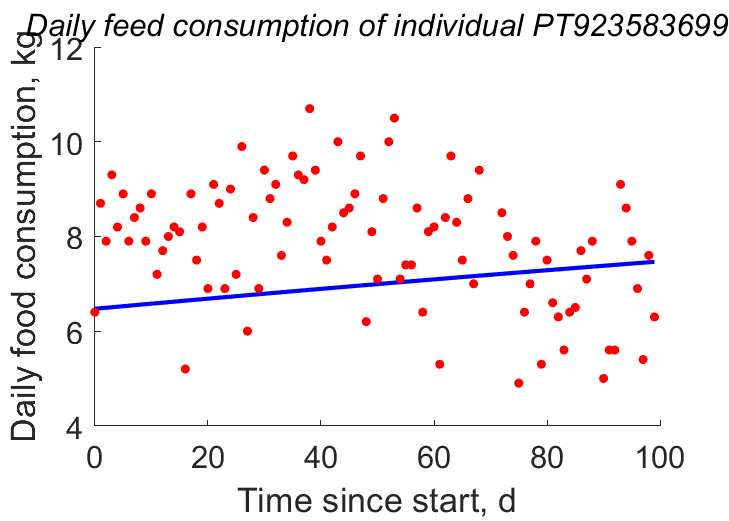 Daily feed consumption of individual PT923583699
Daily food consumption, kg
12
10
8
6
4
0 20 40 60 80 100
Time since start, d